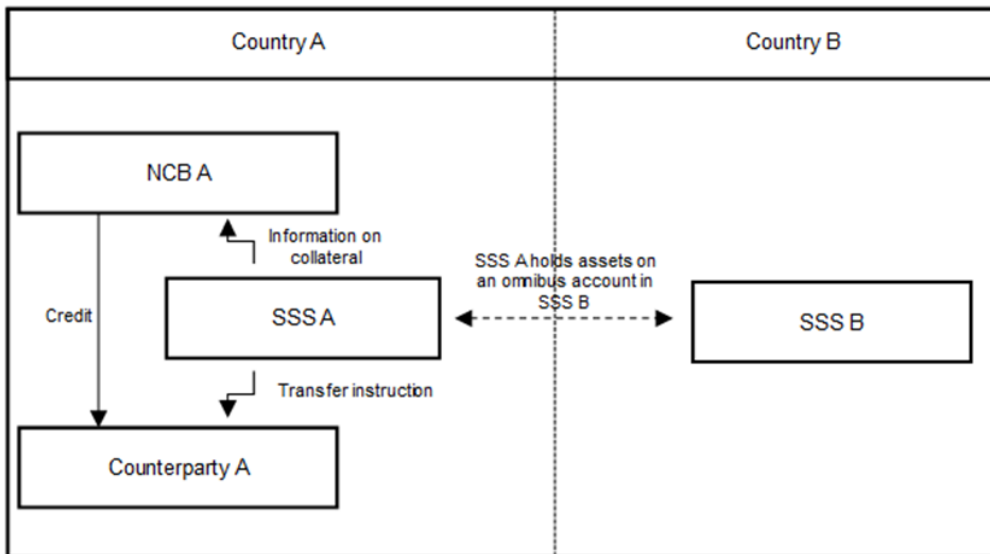 Country A
Country B
NCB A
Information on
collateral
SSS A holds assets on
an omnibus account in
SSS B
Credit
SSS A
SSS B
Transfer instruction
Counterparty A